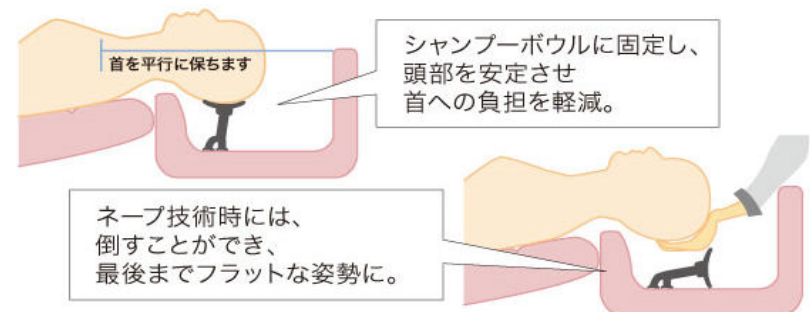 首を平行に保ちます
シャンプーボウルに固定し、
頭部を安定させ
首への負担を軽減。
ネープ技術時には、
倒すことができ、
最後までフラットな姿勢に。